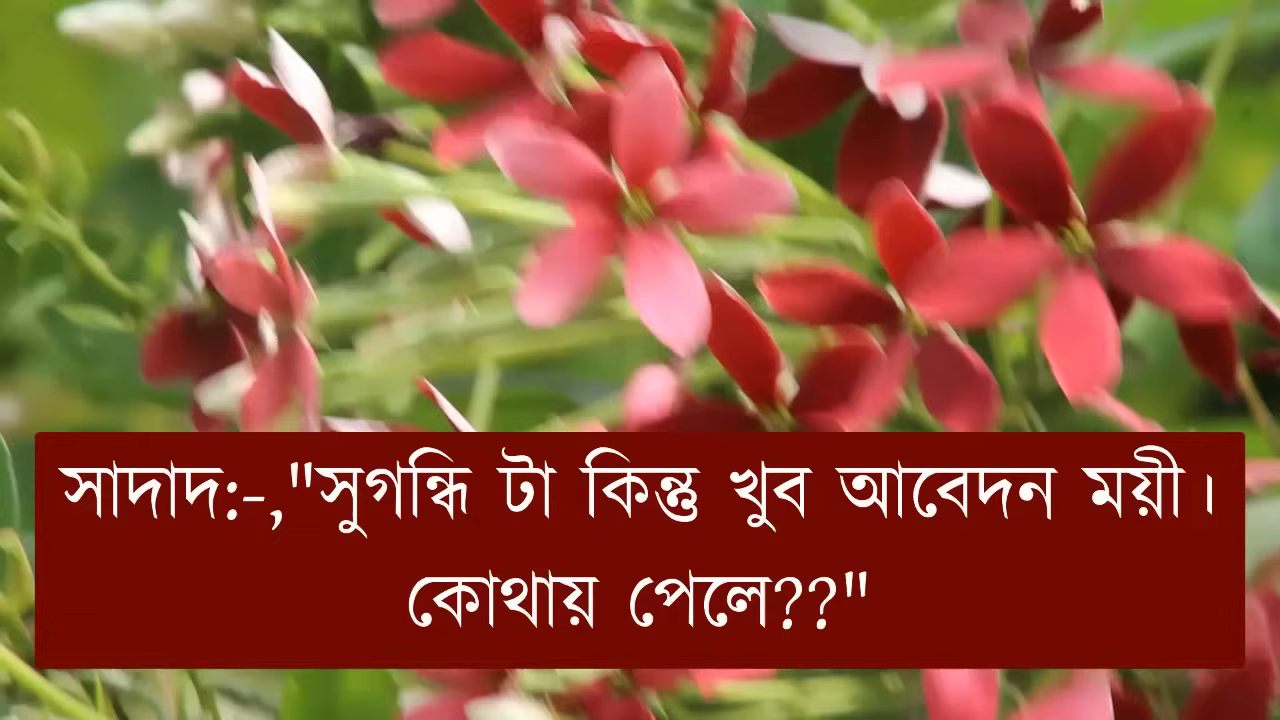 সাদাদ:-,"সুগন্ধি টা কিন্তু খুব আবেদন ময়ী।
কোথায় পেলে??"